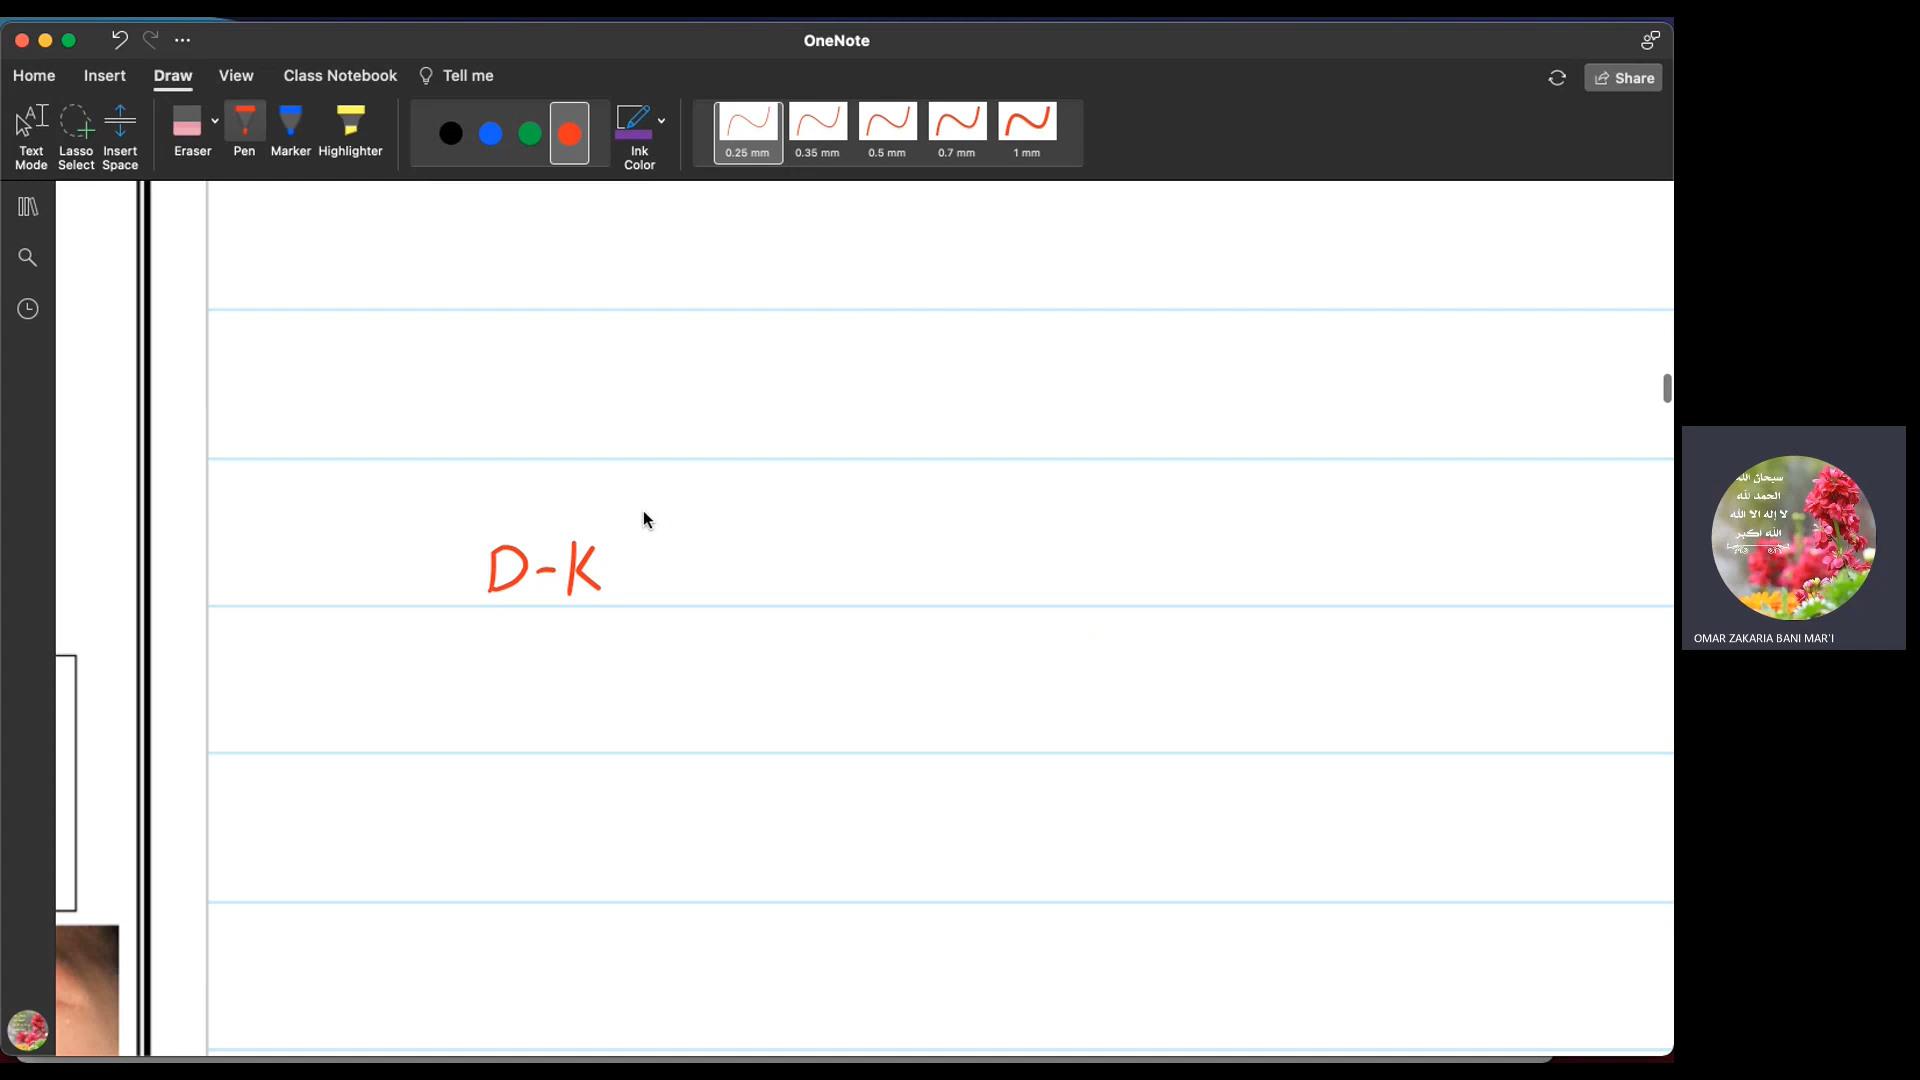 OneNote
Home Insert Draw View Class Notebook Tell me
Share
Text Mode
Lasso Select
Insert Space
Eraser
Pen
Marker
Highlighter
Ink Color
0.25 mm
0.35 mm
0.5 mm
0.7 mm
1 mm
D-K
سبحان الله
الحمد لله
لا إله الا الله
الله اكبر
OMAR ZAKARIA BANI MAR'I